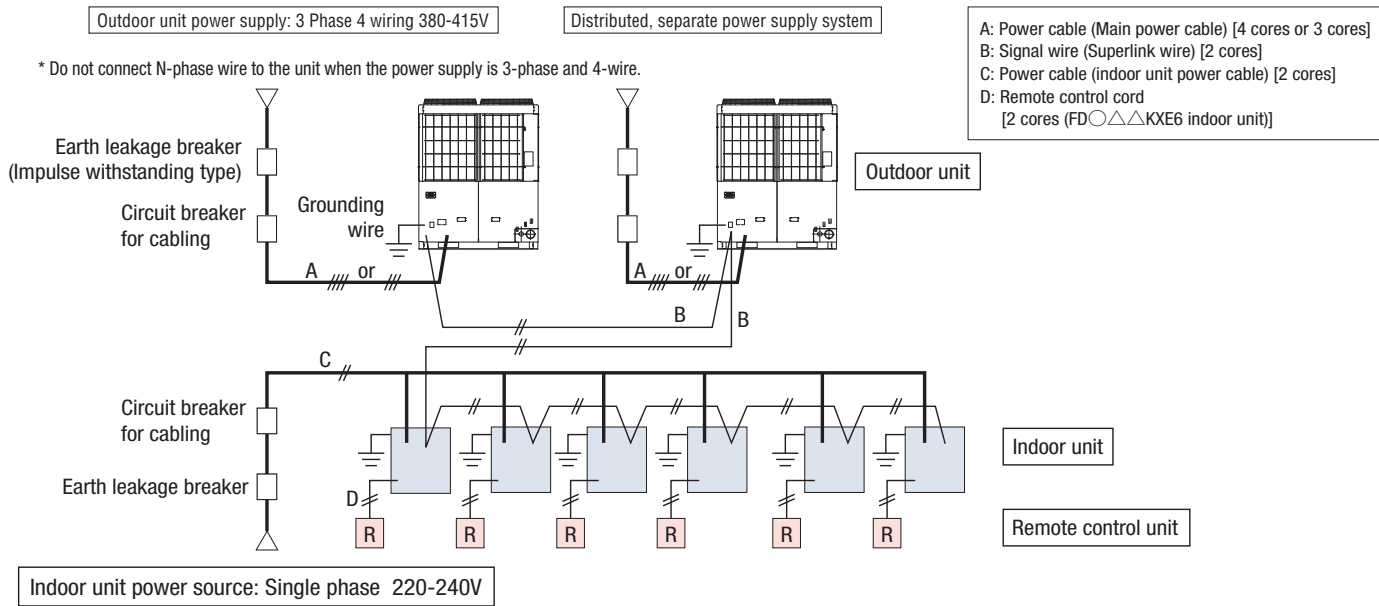 Outdoor unit power supply: 3 Phase 4 wiring 380-415V
Distributed, separate power supply system
A: Power cable (Main power cable) [4 cores or 3 cores]
B: Signal wire (Superlink wire) [2 cores]
C: Power cable (indoor unit power cable) [2 cores]
D: Remote control cord
[2 cores (FD○△△KXE6 indoor unit)]
* Do not connect N-phase wire to the unit when the power supply is 3-phase and 4-wire.
Earth leakage breaker
(Impulse withstanding type)
Circuit breaker
for cabling
Grounding
wire
Outdoor unit
A or
A or
B
B
C
Circuit breaker
for cabling
Earth leakage breaker
Indoor unit
D
R R R R R R
Remote control unit
Indoor unit power source: Single phase 220-240V